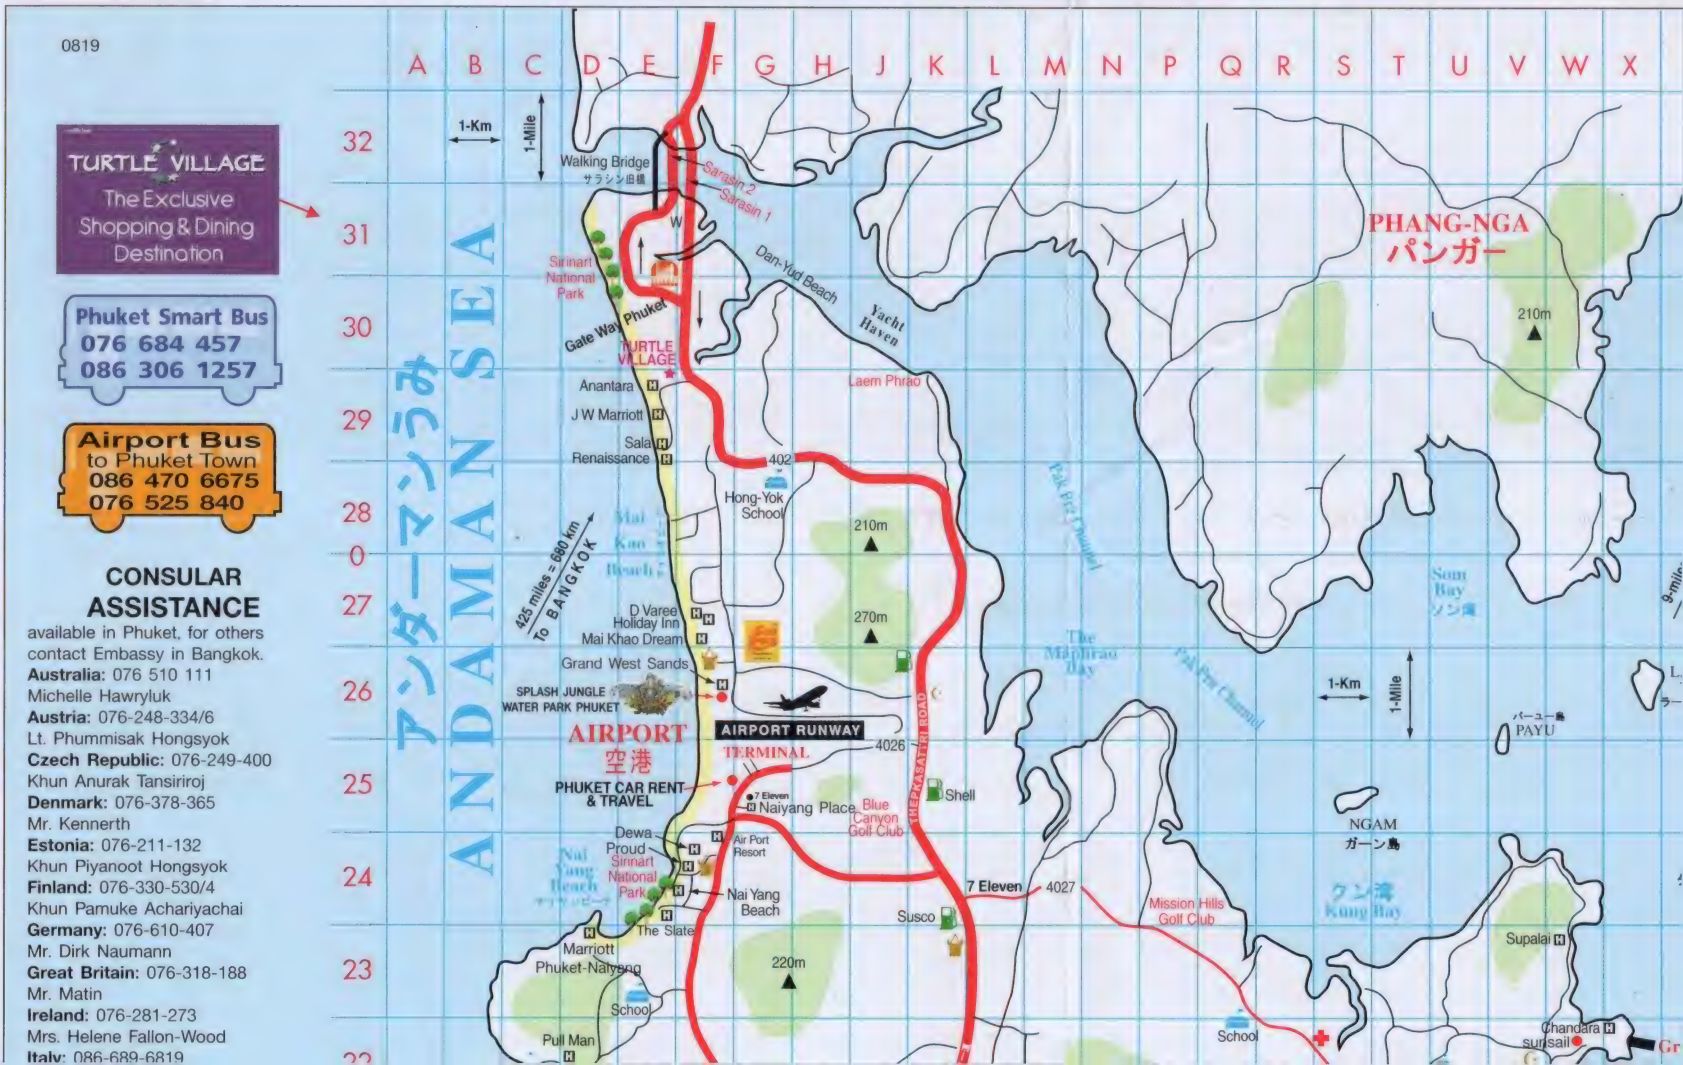 0819
TURTLE VILLAGE
The Exclusive
Shopping & Dining
Destination
Phuket Smart Bus
076 684 457
086 306 1257
Airport Bus
to Phuket Town
086 470 6675
076 525 840
CONSULAR
ASSISTANCE
available in Phuket, for others
contact Embassy in Bangkok.
Australia: 076 510 111
Michelle Hawryluk
Austria: 076-248-334/6
Lt. Phummisak Hongsyok
Czech Republic: 076-249-400
Khun Anurak Tansiriroj
Denmark: 076-378-365
Mr. Kennerth
Estonia: 076-211-132
Khun Piyanoot Hongsyok
Finland: 076-330-530/4
Khun Pamuke Achariyachai
Germany: 076-610-407
Mr. Dirk Naumann
Great Britain: 076-318-188
Mr. Matin
Ireland: 076-281-273
Mrs. Helene Fallon-Wood
Italy: 086-689-6819
A B C D E F G H J K L M N P Q R S T U V W X
32
31
30
29
28
0
27
26
25
24
23
22
アンダーマンうみ
ANDAMAN SEA
1-Km
1-Mile
Walking Bridge
サラシン旧橋
Sarasin 2
Sarasin 1
W
Sirinart
National
Park
Gate Way Phuket
TURTLE
VILLAGE
Dan-Yud Beach
Yacht
Haven
Laem Phrao
PHANG-NGA
パンガー
210m
Anantara H
J W Marriott H
Sala H
Renaissance H
402
Hong-Yok
School
210m
270m
Mai
Kao
Beach
425 miles = 680 km
To BANGKOK
Pak Pra Channel
Som
Bay
ソン湾
9-mile
D Varee H
Holiday Inn H
Mai Khao Dream H
Grand West Sands
H
SPLASH JUNGLE
WATER PARK PHUKET
The
Maphrao
Bay
Pak Pra Channel
1-Km
1-Mile
パーユー島
PAYU
AIRPORT
空港
AIRPORT RUNWAY
TERMINAL
4026
THEPKASATTRI ROAD
PHUKET CAR RENT
& TRAVEL
7 Eleven
H Naiyang Place
Blue
Canyon
Golf Club
Shell
NGAM
ガーン島
Dewa
Proud
Sirinart
National
Park
Air Port
Resort
Nai
Yang
Beach
Nai Yang
Beach
The Slate
7 Eleven
4027
Mission Hills
Golf Club
クン湾
Kung Bay
Susco
Marriott
Phuket-Naiyang
220m
Supalai H
School
School
Pull Man
H
Chandara H
sunsail
Gr